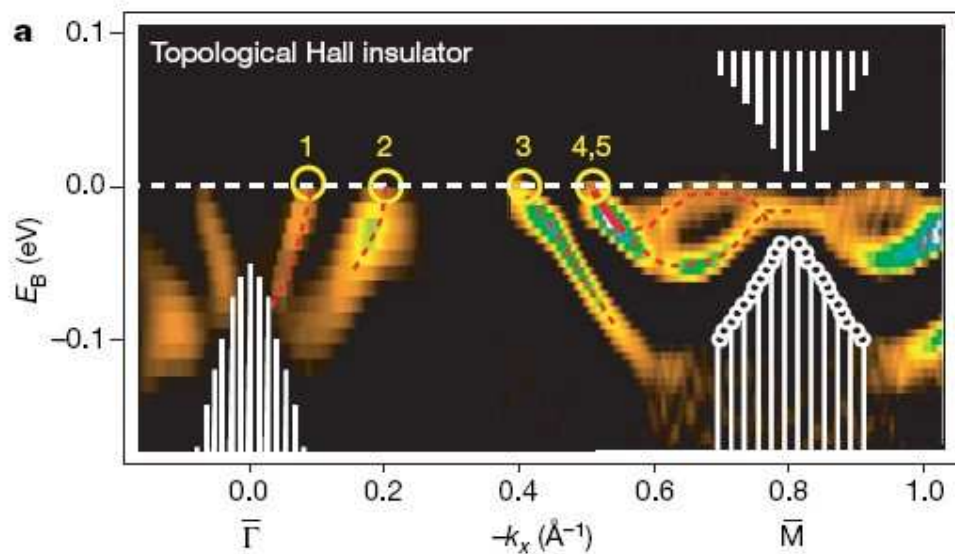 a
Topological Hall insulator
0.1
0.0
−0.1
E_B (eV)
1
2
3
4,5
0.0
0.2
0.4
0.6
0.8
1.0
Γ̅
−k_x (Å⁻¹)
M̅